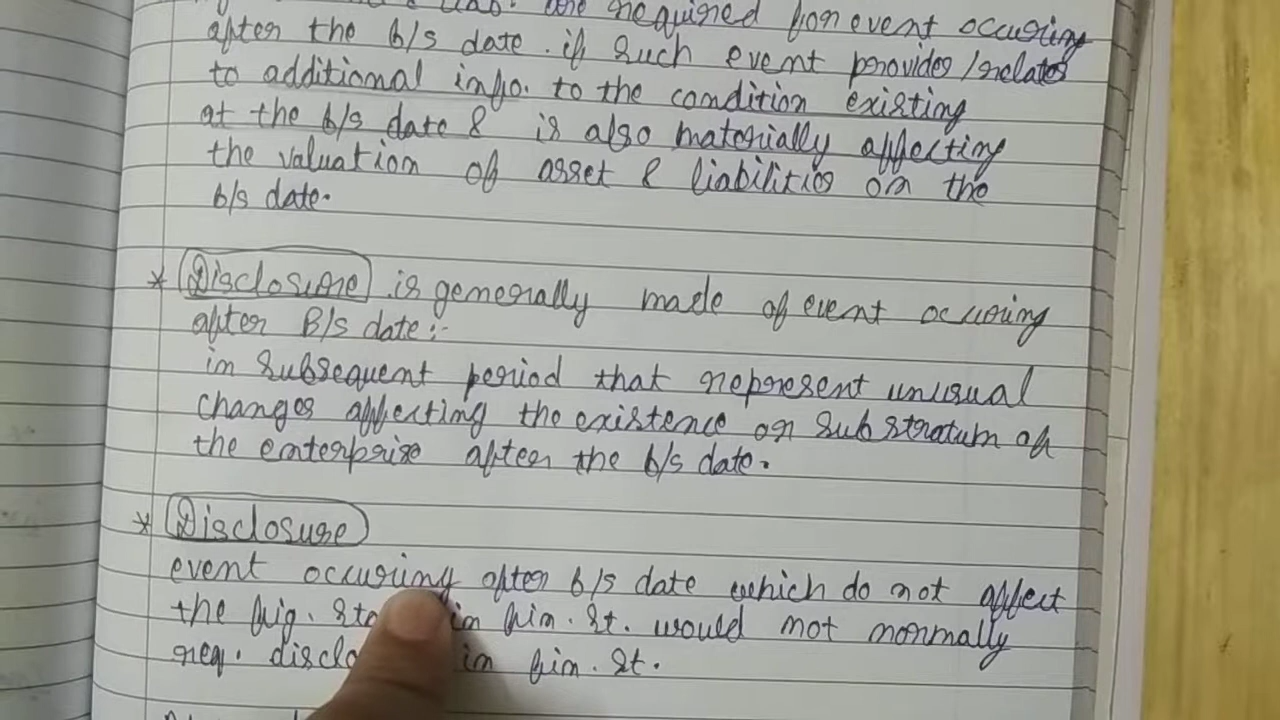 & liab. are required for event occuring
after the b/s date. if such event provides/relates
to additional info. to the condition existing
at the b/s date & is also materially affecting
the valuation of asset & liabilities on the
b/s date.
* Disclosure is generally made of event occuring
after B/s date:-
in subsequent period that represent unusual
changes affecting the existence or substratum of
the enterprise after the b/s date.
* Disclosure
event occuring after b/s date which do not affect
the fig. in fin. st. would not normally
req. in fin. st.